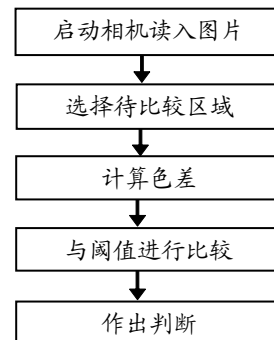 启动相机读入图片
选择待比较区域
计算色差
与阈值进行比较
作出判断